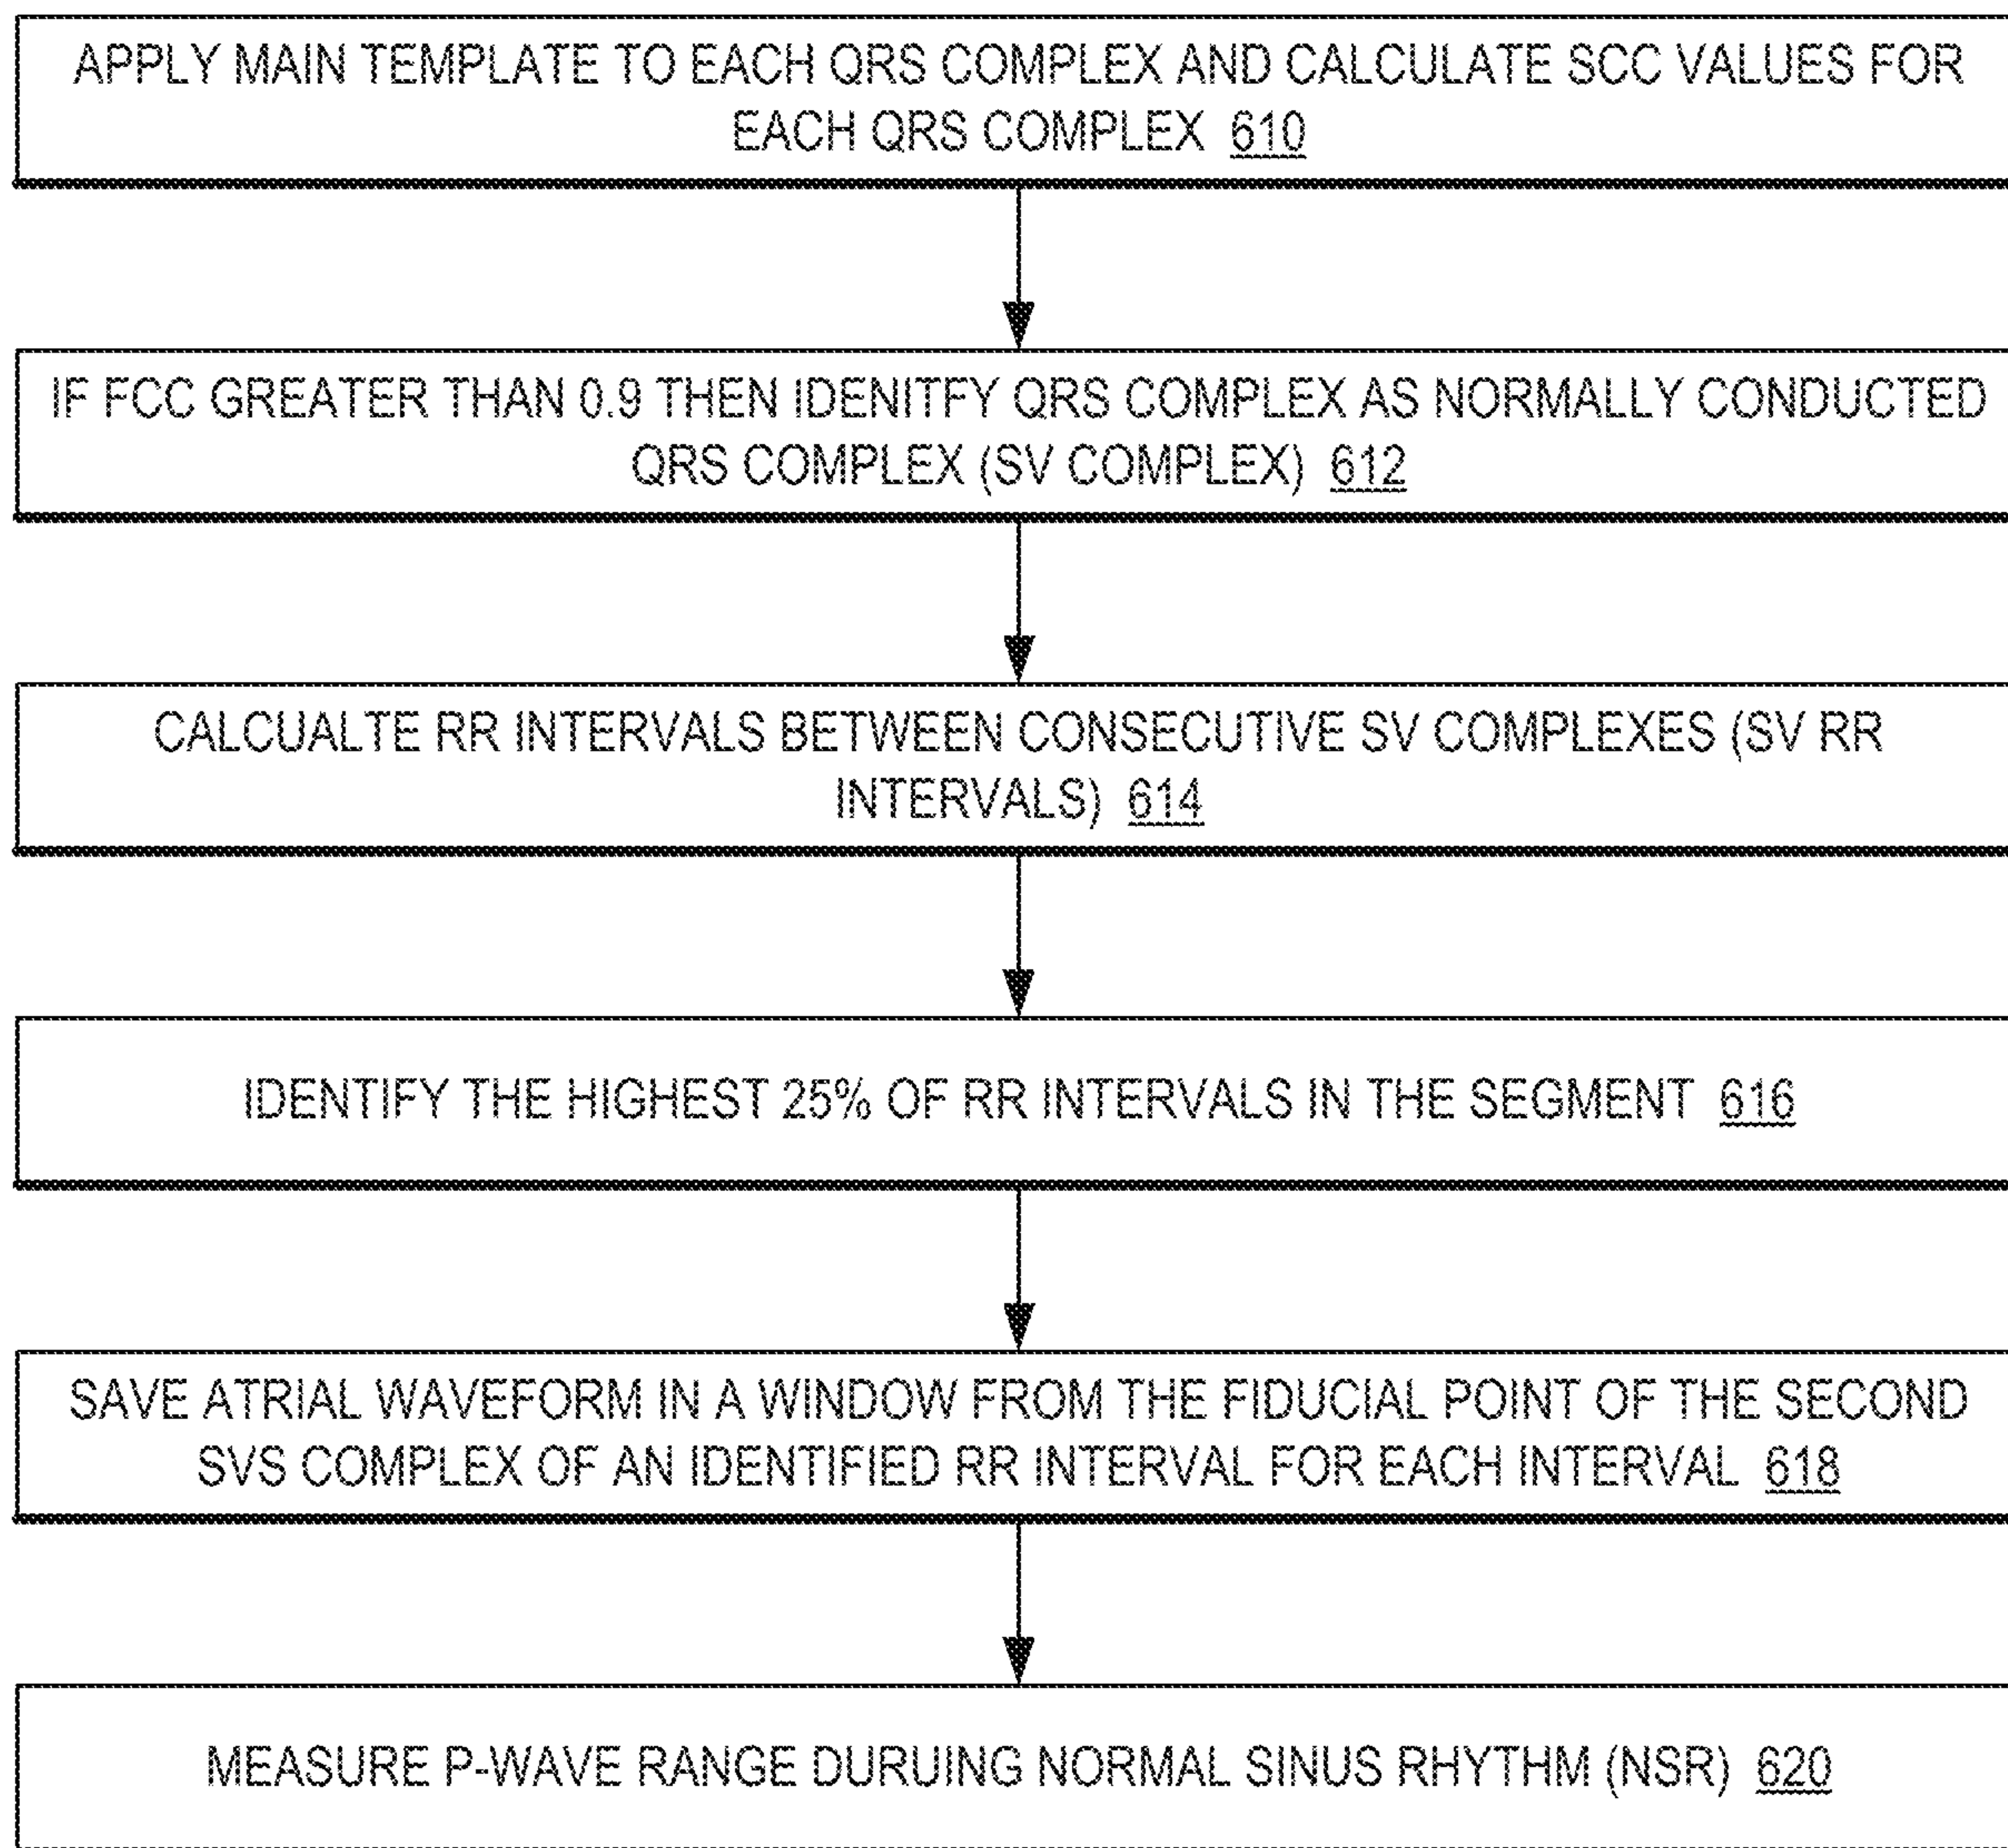 APPLY MAIN TEMPLATE TO EACH QRS COMPLEX AND CALCULATE SCC VALUES FOR
EACH QRS COMPLEX 610
IF FCC GREATER THAN 0.9 THEN IDENITFY QRS COMPLEX AS NORMALLY CONDUCTED
QRS COMPLEX (SV COMPLEX) 612
CALCUALTE RR INTERVALS BETWEEN CONSECUTIVE SV COMPLEXES (SV RR
INTERVALS) 614
IDENTIFY THE HIGHEST 25% OF RR INTERVALS IN THE SEGMENT 616
SAVE ATRIAL WAVEFORM IN A WINDOW FROM THE FIDUCIAL POINT OF THE SECOND
SVS COMPLEX OF AN IDENTIFIED RR INTERVAL FOR EACH INTERVAL 618
MEASURE P-WAVE RANGE DURUING NORMAL SINUS RHYTHM (NSR) 620